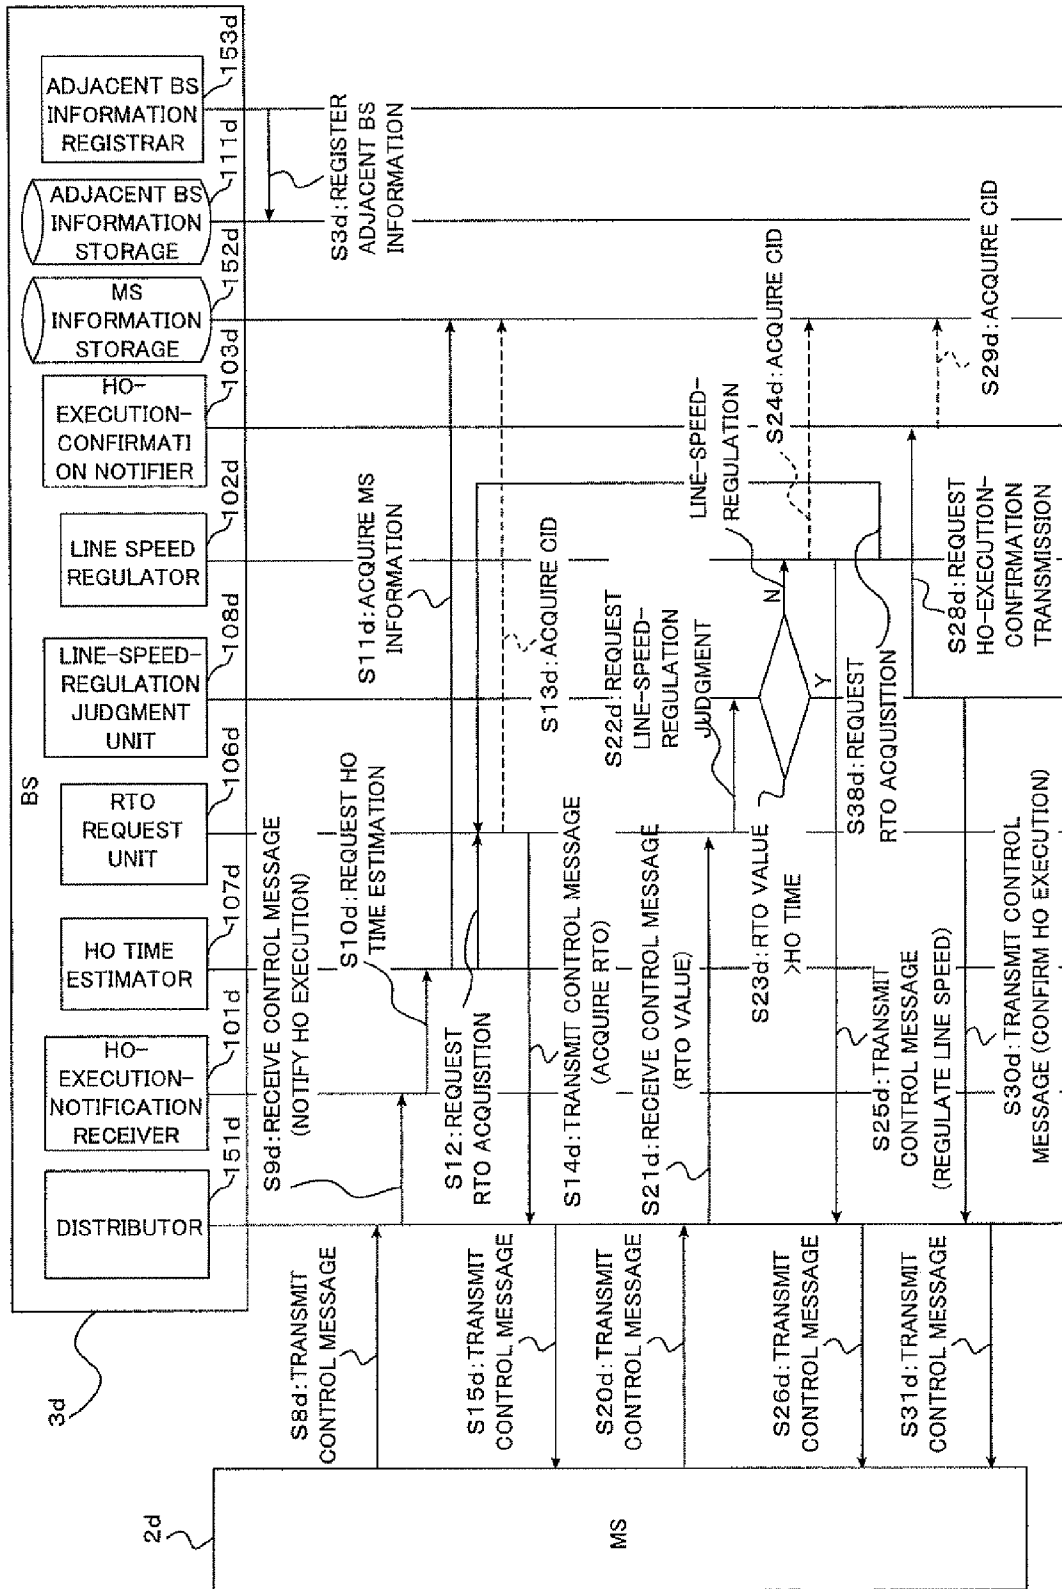 3d
BS
DISTRIBUTOR
151d
HO-
EXECUTION-
NOTIFICATION
RECEIVER
101d
HO TIME
ESTIMATOR
107d
RTO
REQUEST
UNIT
106d
LINE-SPEED-
REGULATION
JUDGMENT
UNIT
108d
LINE SPEED
REGULATOR
102d
HO-
EXECUTION-
CONFIRMATI
ON NOTIFIER
103d
MS
INFORMATION
STORAGE
152d
ADJACENT BS
INFORMATION
STORAGE
111d
ADJACENT BS
INFORMATION
REGISTRAR
153d
2d
MS
S3d:REGISTER
ADJACENT BS
INFORMATION
S8d:TRANSMIT
CONTROL MESSAGE
S9d:RECEIVE CONTROL MESSAGE
(NOTIFY HO EXECUTION)
S10d:REQUEST HO
TIME ESTIMATION
S11d:ACQUIRE MS
INFORMATION
S12:REQUEST
RTO ACQUISITION
S13d:ACQUIRE CID
S14d:TRANSMIT CONTROL MESSAGE
(ACQUIRE RTO)
S15d:TRANSMIT
CONTROL MESSAGE
S20d:TRANSMIT
CONTROL MESSAGE
S21d:RECEIVE CONTROL MESSAGE
(RTO VALUE)
S22d:REQUEST
LINE-SPEED-
REGULATION
JUDGMENT
S23d:RTO VALUE
>HO TIME
N
Y
LINE-SPEED-
REGULATION
S24d:ACQUIRE CID
S25d:TRANSMIT
CONTROL MESSAGE
(REGULATE LINE SPEED)
S26d:TRANSMIT
CONTROL MESSAGE
S38d:REQUEST
RTO ACQUISITION
S28d:REQUEST
HO-EXECUTION-
CONFIRMATION
TRANSMISSION
S29d:ACQUIRE CID
S30d:TRANSMIT CONTROL
MESSAGE (CONFIRM HO EXECUTION)
S31d:TRANSMIT
CONTROL MESSAGE